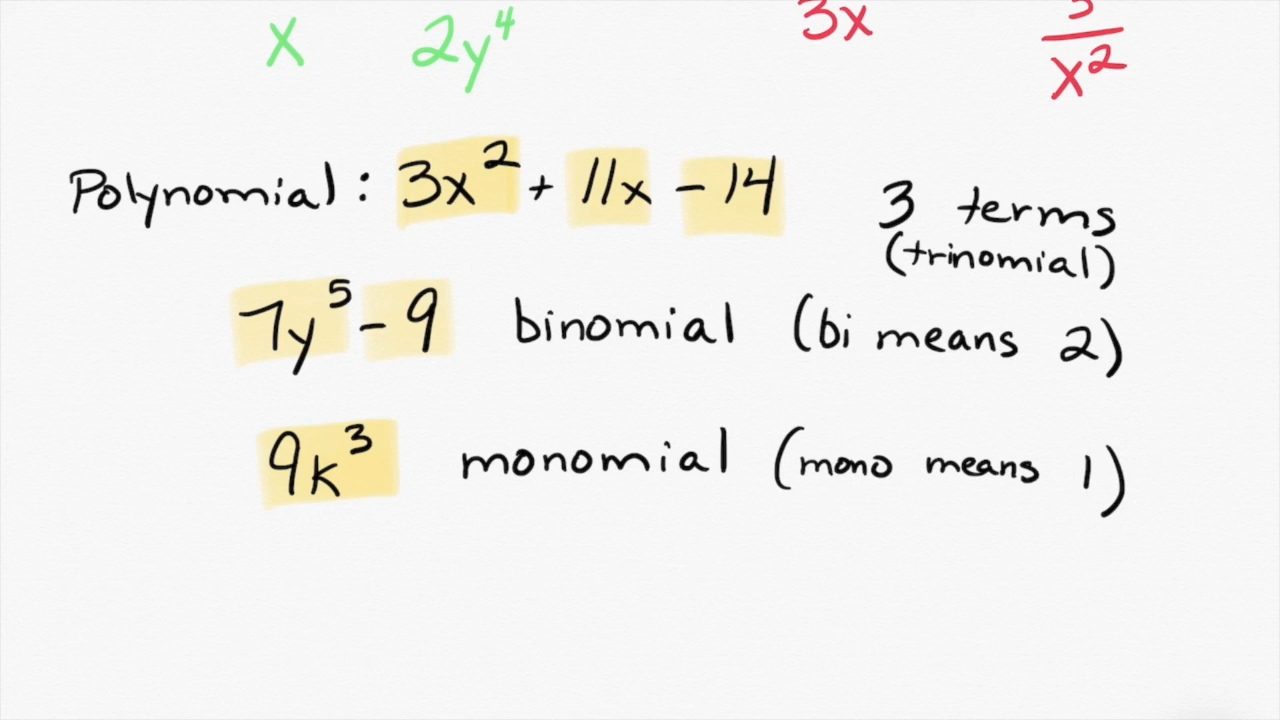 x 2y⁴ 3x 3/x²
Polynomial: 3x² + 11x - 14 3 terms
(trinomial)
7y⁵ - 9 binomial (bi means 2)
9k³ monomial (mono means 1)